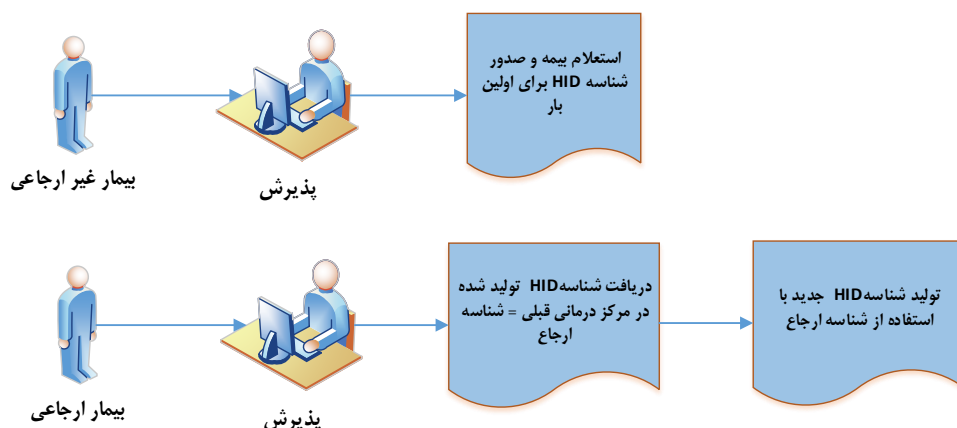 استعلام بیمه و صدور
شناسه HID برای اولین
بار
بیمار غیر ارجاعی
پذیرش
دریافت شناسه HID تولید شده
در مرکز درمانی قبلی = شناسه
ارجاع
تولید شناسه HID جدید با
استفاده از شناسه ارجاع
بیمار ارجاعی
پذیرش